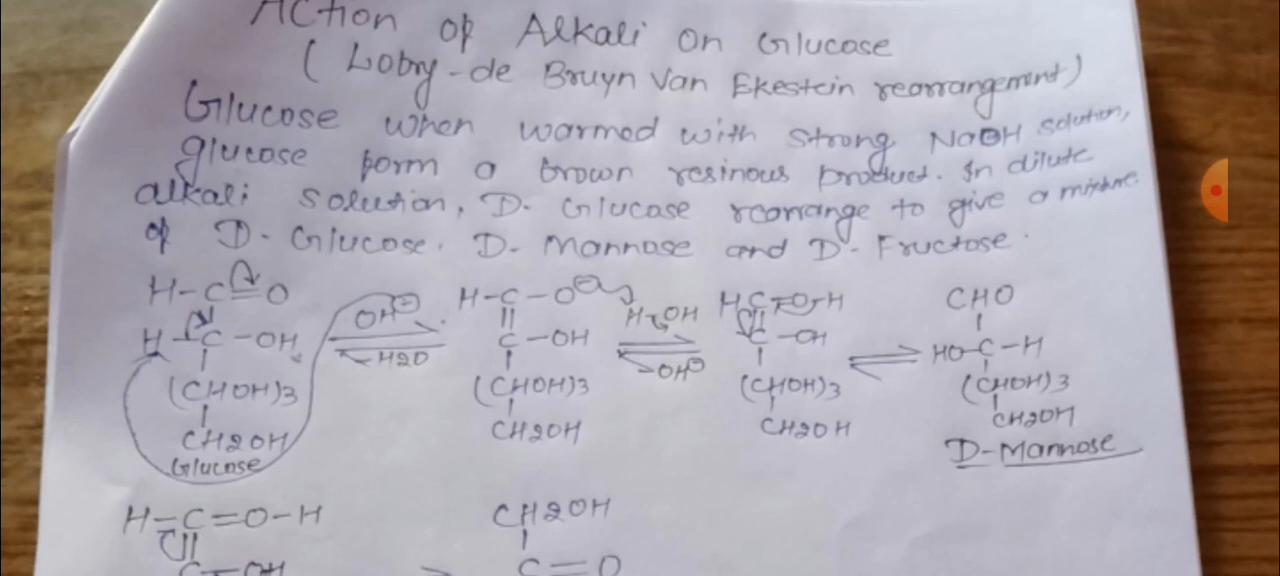 Action of Alkali on Glucose
(Lobry-de Bruyn Van Ekestein rearrangement)
Glucose when warmed with strong NaOH solution,
glucose form a brown resinous product. In dilute
alkali solution, D- Glucose rearrange to give a mixture
of D-Glucose. D-Mannose and D-Fructose.
H-C=O OH⊖ H-C-O⊖ H-OH HC-O-H CHO
H-C-OH H2O C-OH OH⊖ C-OH HO-C-H
(CHOH)3 (CHOH)3 (CHOH)3 (CHOH)3
CH2OH CH2OH CH2OH CH2OH
Glucose D-Mannose
H-C=O-H CH2OH
C-OH C=O